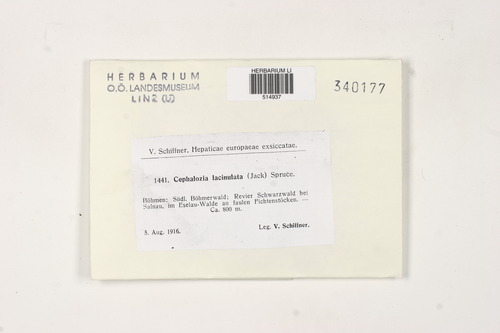 HERBARIUM
O.Ö. LANDESMUSEUM
LINZ (LI)
HERBARIUM LI
514937
340177
V. Schiffner, Hepaticae europaeae exsiccatae.
1441. Cephalozia lacinulata (Jack) Spruce.
Böhmen: Südl. Böhmerwald; Revier Schwarzwald bei
Salnau, im Eselau-Walde an faulen Fichtenstöcken. —
Ca. 800 m.
8. Aug. 1916.
Leg. V. Schiffner.